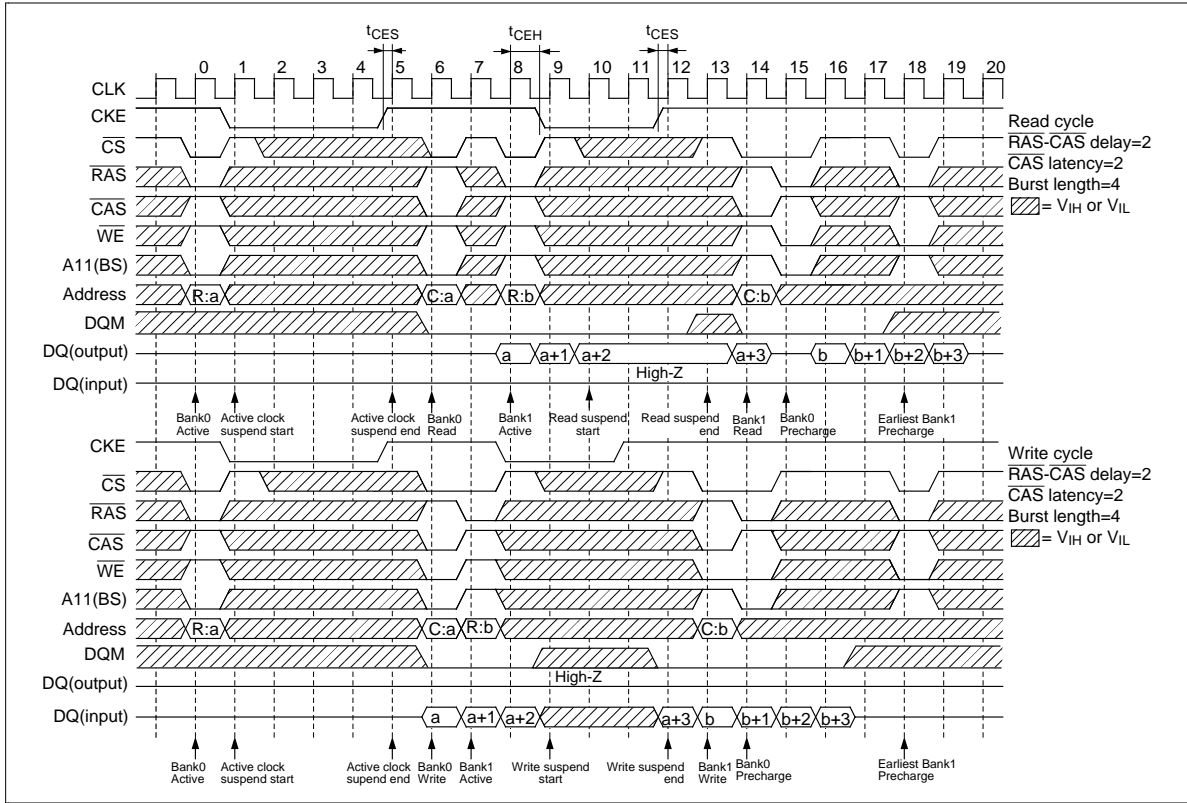 tCES tCEH tCES
0 1 2 3 4 5 6 7 8 9 10 11 12 13 14 15 16 17 18 19 20
CLK
CKE
CS
RAS
CAS
WE
A11(BS)
Address R:a C:a R:b C:b
DQM
DQ(output) a a+1 a+2 a+3 b b+1 b+2 b+3
High-Z
DQ(input)
Bank0 Active
Active clock suspend start
Active clock suspend end
Bank0 Read
Bank1 Active
Read suspend start
Read suspend end
Bank1 Read
Bank0 Precharge
Earliest Bank1 Precharge
Read cycle
RAS-CAS delay=2
CAS latency=2
Burst length=4
= VIH or VIL
CKE
CS
RAS
CAS
WE
A11(BS)
Address R:a C:a R:b C:b
DQM
High-Z
DQ(output)
DQ(input) a a+1 a+2 a+3 b b+1 b+2 b+3
Bank0 Active
Active clock suspend start
Active clock supend end
Bank0 Write
Bank1 Active
Write suspend start
Write suspend end
Bank1 Write
Bank0 Precharge
Earliest Bank1 Precharge
Write cycle
RAS-CAS delay=2
CAS latency=2
Burst length=4
= VIH or VIL